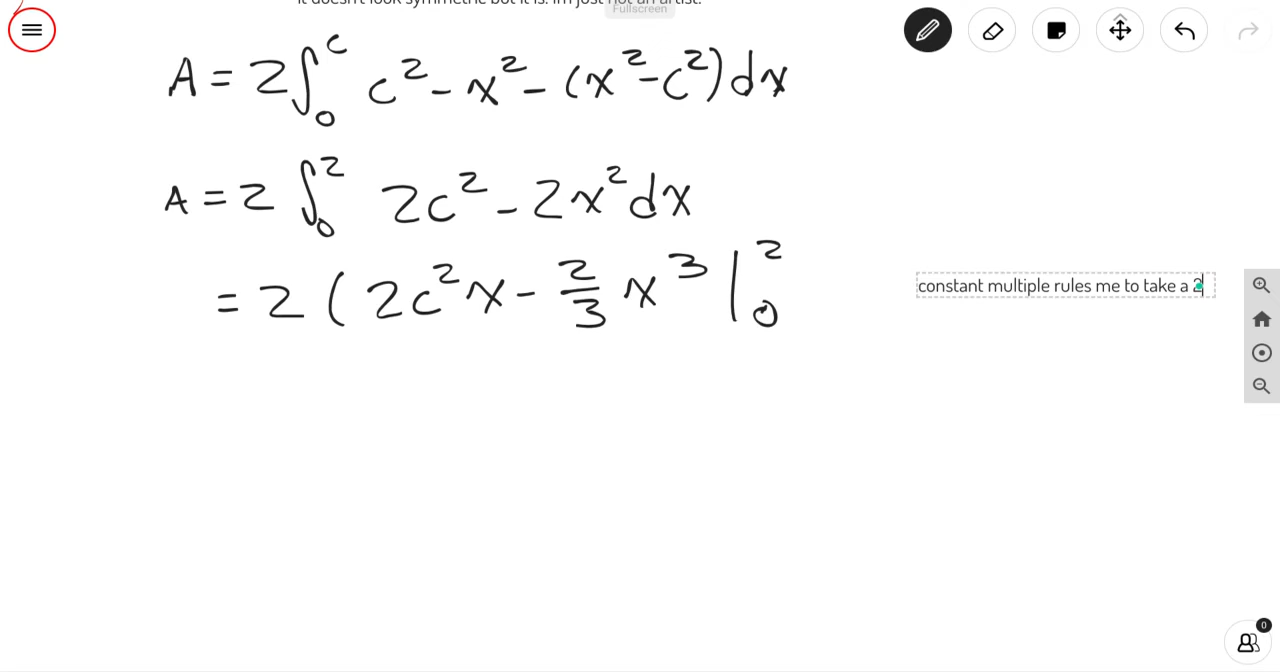 it doesn't look symmetric but it is. Im just not an artist.
Fullscreen
A = 2∫₀ᶜ c² - x² - (x² - c²) dx
A = 2 ∫₀² 2c² - 2x² dx
= 2 ( 2c²x - 2/3 x³ |₀²
constant multiple rules me to take a 2
0